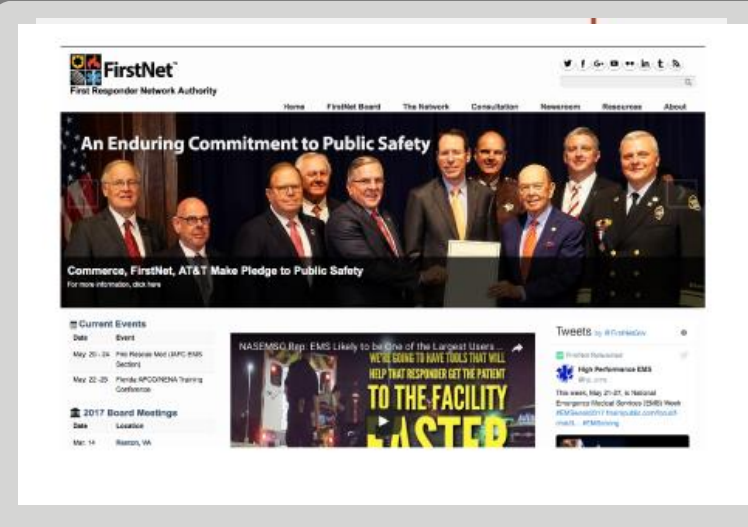 FirstNet™
First Responder Network Authority
Home FirstNet Board The Network Consultation Newsroom Resources About
An Enduring Commitment to Public Safety
Commerce, FirstNet, AT&T Make Pledge to Public Safety
For more information, click here
Current Events
Date Event
May 20 - 24 Fire Rescue Med (IAFC EMS Section)
May 22 -25 Florida APCO/NENA Training Conference
2017 Board Meetings
Date Location
Mar. 14 Reston, VA
NASEMSO Rep: EMS Likely to be One of the Largest Users ...
WE'RE GOING TO HAVE TOOLS THAT WILL
HELP THAT RESPONDER GET THE PATIENT
TO THE FACILITY
FASTER
Tweets by @FirstNetGov
FirstNet Retweeted
High Performance EMS
This week, May 21-27, is National
Emergency Medical Services (EMS) Week